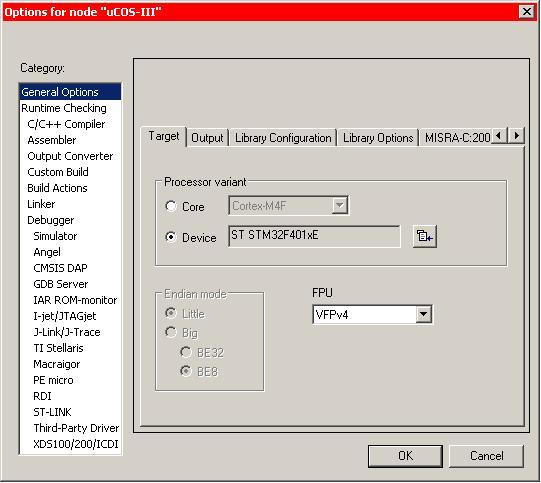 Options for node "uCOS-III"
Category:
General Options
Runtime Checking
C/C++ Compiler
Assembler
Output Converter
Custom Build
Build Actions
Linker
Debugger
Simulator
Angel
CMSIS DAP
GDB Server
IAR ROM-monitor
I-jet/JTAGjet
J-Link/J-Trace
TI Stellaris
Macraigor
PE micro
RDI
ST-LINK
Third-Party Driver
XDS100/200/ICDI
Target Output Library Configuration Library Options MISRA-C:200
Processor variant
Core Cortex-M4F
Device ST STM32F401xE
Endian mode
Little
Big
BE32
BE8
FPU
VFPv4
OK Cancel